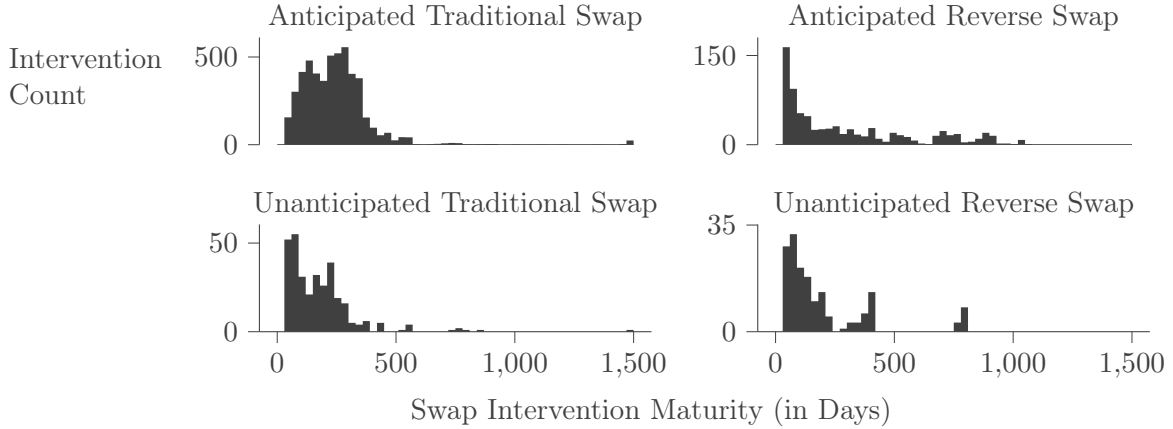 Anticipated Traditional Swap
Anticipated Reverse Swap
Intervention
Count
500
0
150
0
Unanticipated Traditional Swap
Unanticipated Reverse Swap
50
0
35
0
0 500 1,000 1,500
0 500 1,000 1,500
Swap Intervention Maturity (in Days)